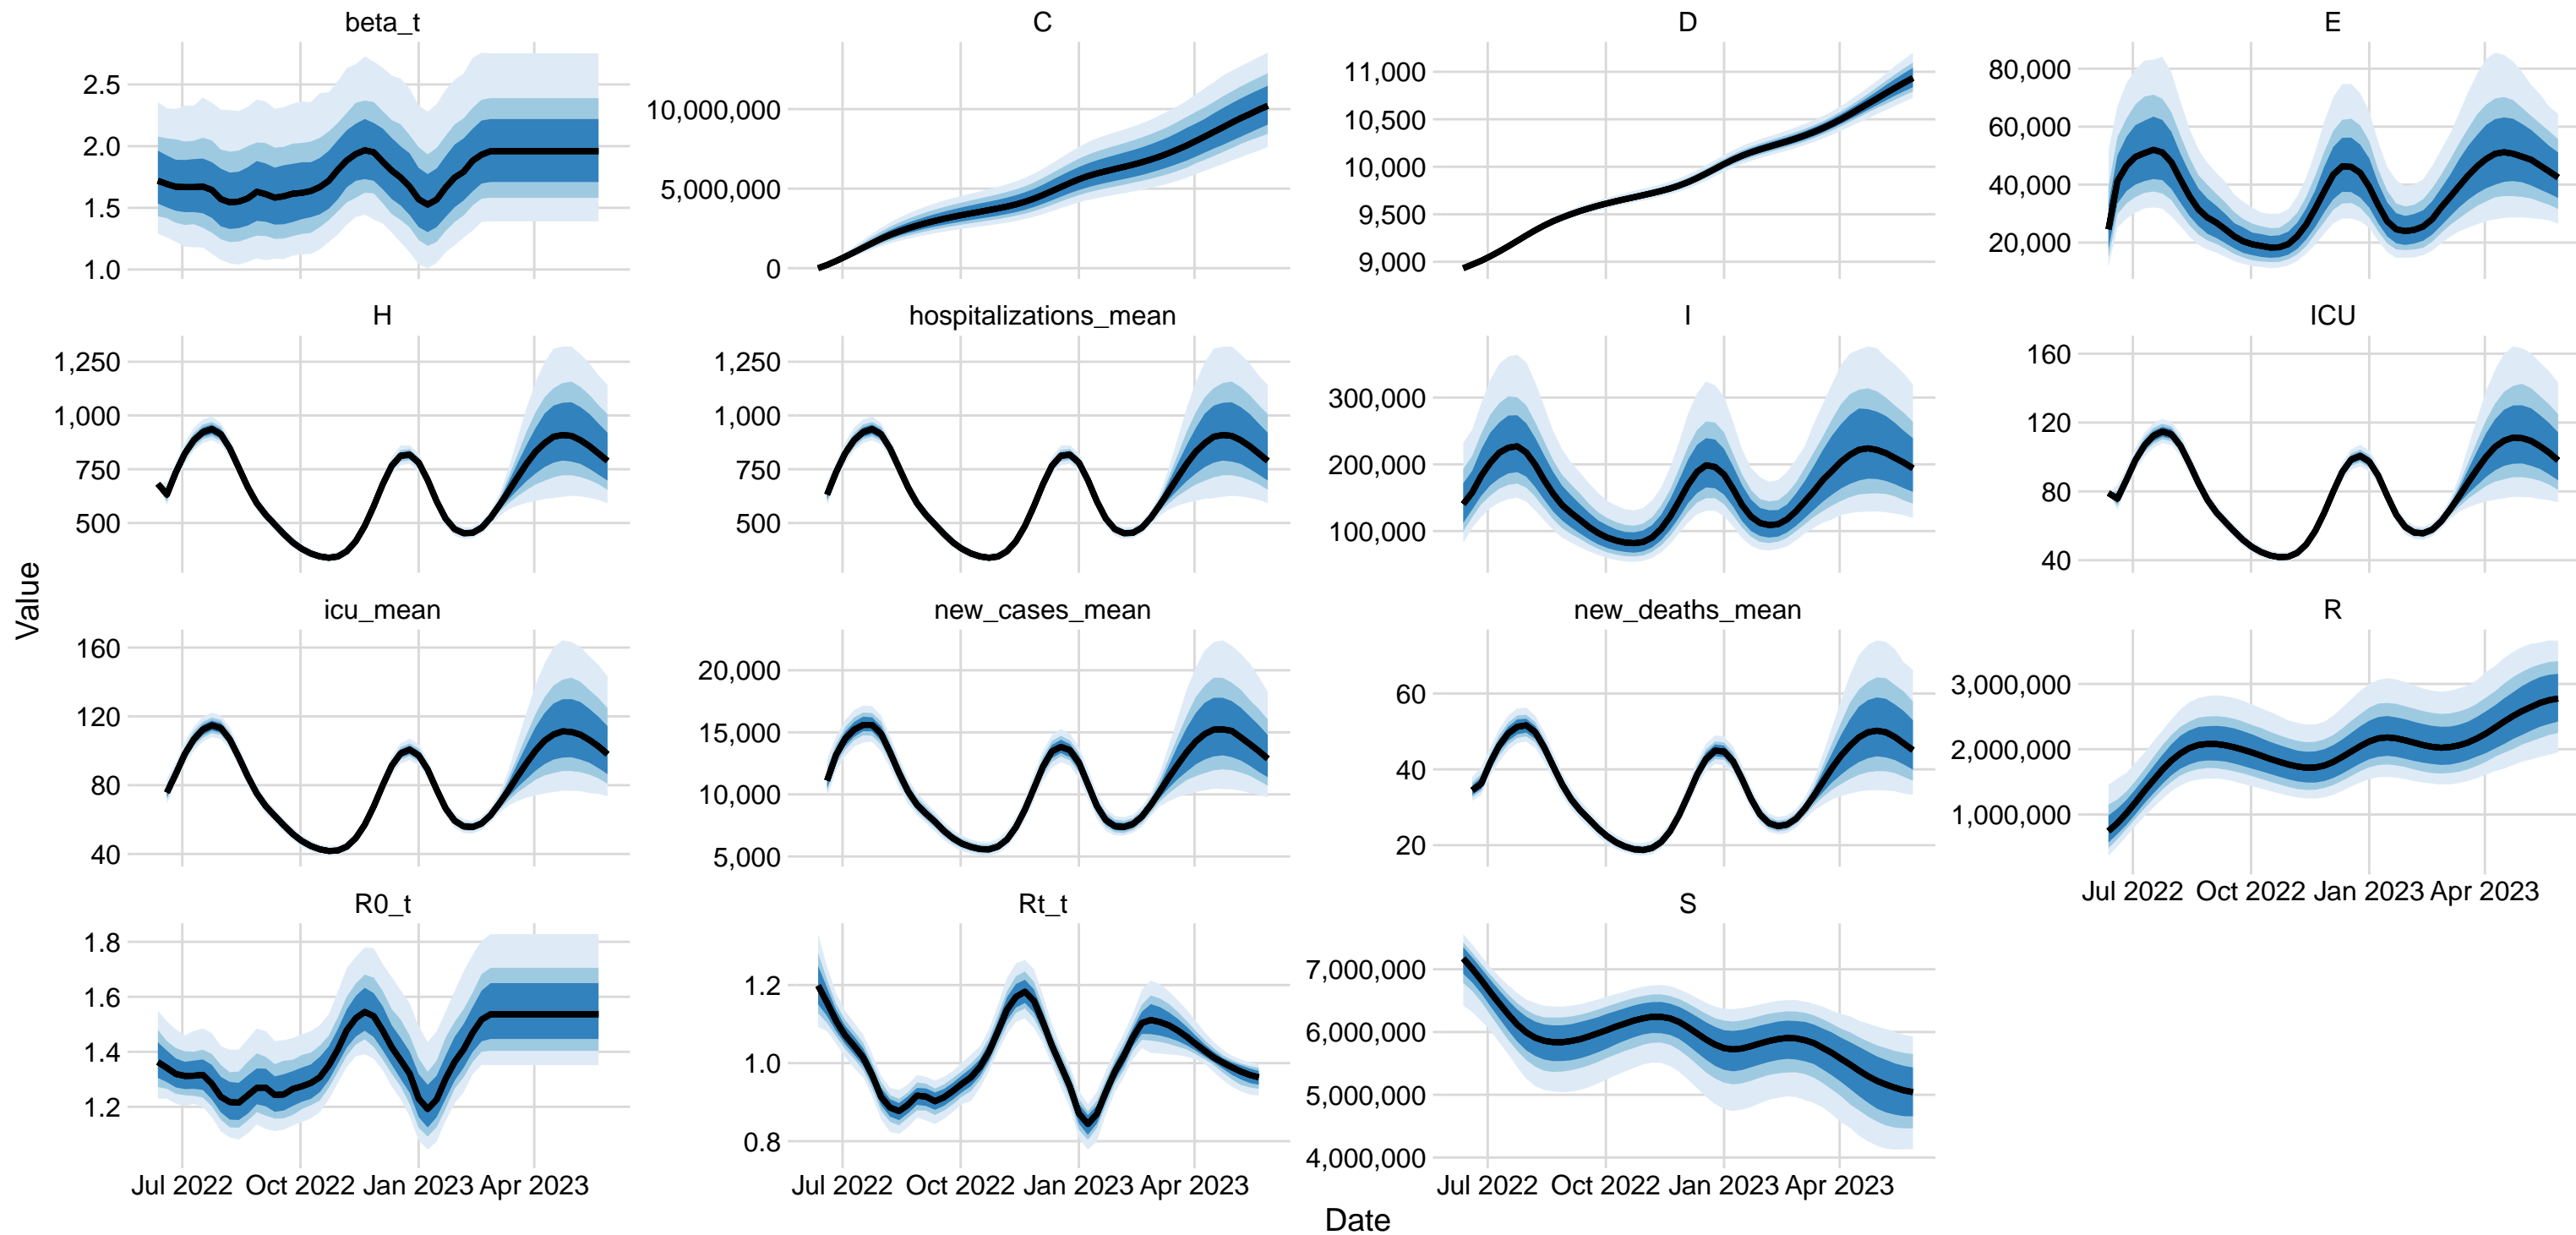 beta_t
C
D
E
2.5
2.0
1.5
1.0
10,000,000
5,000,000
0
11,000
10,500
10,000
9,500
9,000
80,000
60,000
40,000
20,000
H
hospitalizations_mean
I
ICU
1,250
1,000
750
500
1,250
1,000
750
500
300,000
200,000
100,000
160
120
80
40
icu_mean
new_cases_mean
new_deaths_mean
R
160
120
80
40
20,000
15,000
10,000
5,000
60
40
20
3,000,000
2,000,000
1,000,000
Jul 2022 Oct 2022 Jan 2023 Apr 2023
R0_t
Rt_t
S
1.8
1.6
1.4
1.2
1.2
1.0
0.8
7,000,000
6,000,000
5,000,000
4,000,000
Jul 2022 Oct 2022 Jan 2023 Apr 2023
Jul 2022 Oct 2022 Jan 2023 Apr 2023
Jul 2022 Oct 2022 Jan 2023 Apr 2023
Value
Date